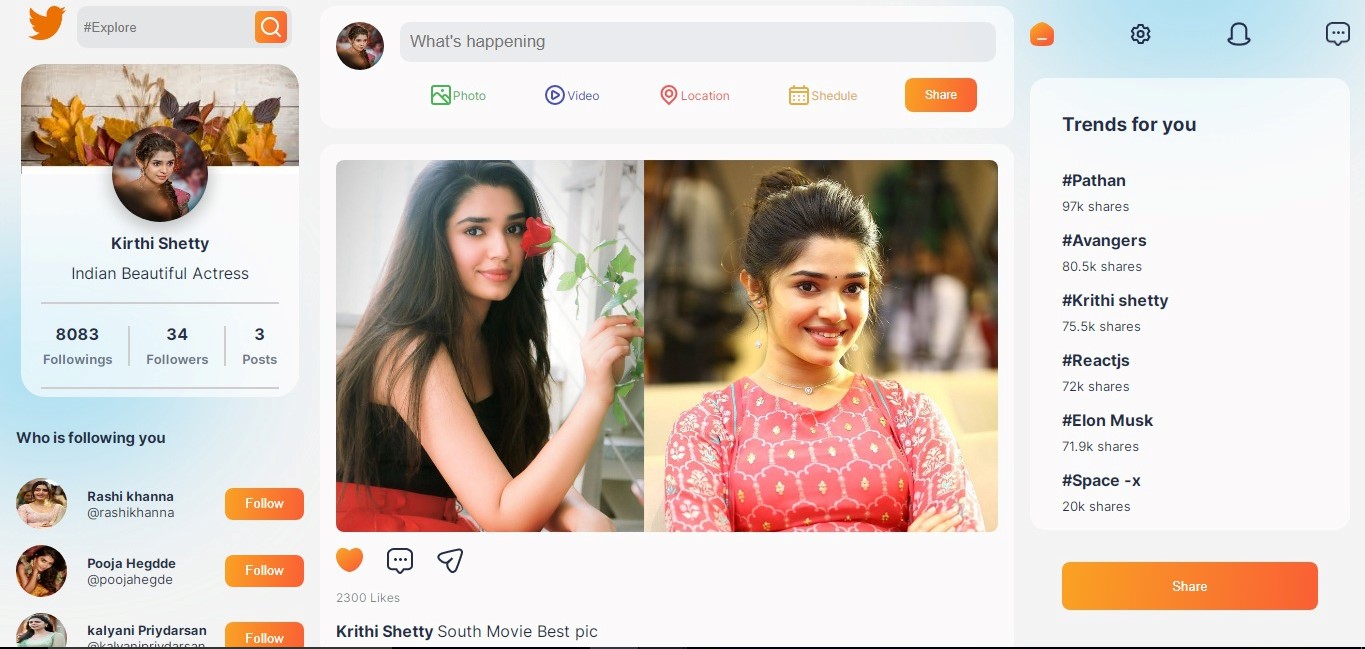 #Explore
Kirthi Shetty
Indian Beautiful Actress
8083
Followings
34
Followers
3
Posts
Who is following you
Rashi khanna
@rashikhanna
Follow
Pooja Hegdde
@poojahegde
Follow
kalyani Priydarsan
@kalyanipriydarsan
Follow
What's happening
Photo
Video
Location
Shedule
Share
2300 Likes
Krithi Shetty South Movie Best pic
Trends for you
#Pathan
97k shares
#Avangers
80.5k shares
#Krithi shetty
75.5k shares
#Reactjs
72k shares
#Elon Musk
71.9k shares
#Space -x
20k shares
Share